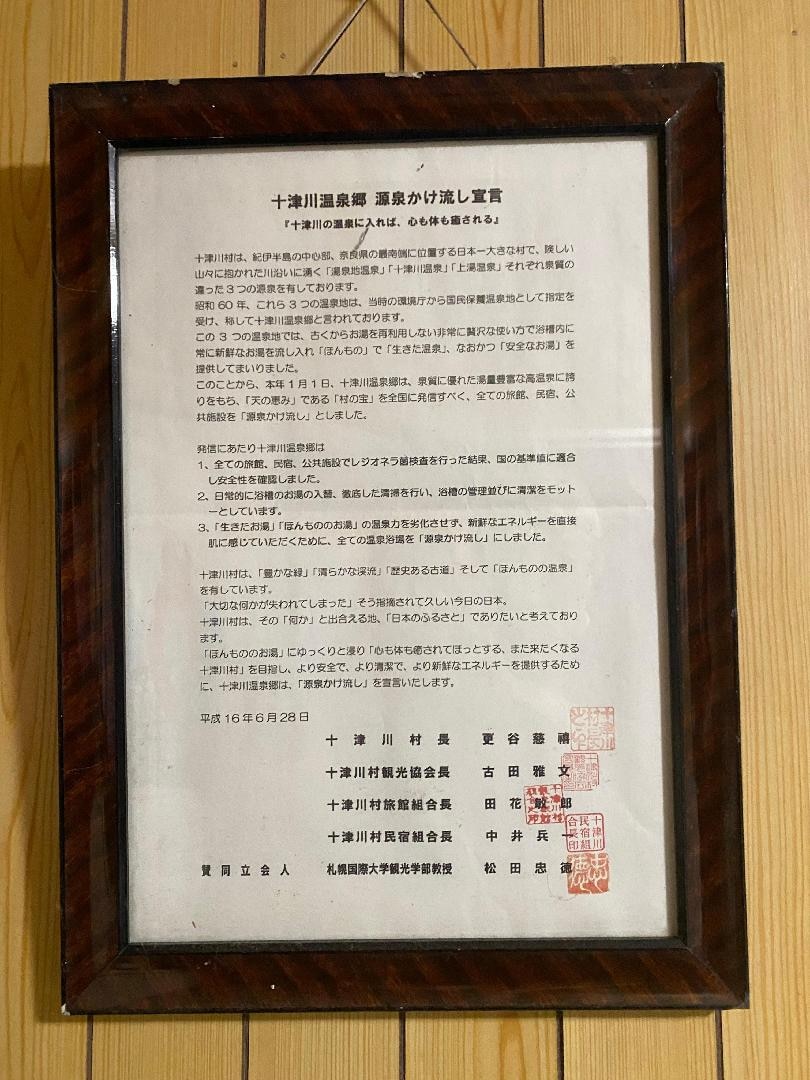 十津川温泉郷 源泉かけ流し宣言
『十津川の温泉に入れば、心も体も癒される』
十津川村は、紀伊半島の中心部、奈良県の最南端に位置する日本一大きな村で、険しい
山々に抱かれた川沿いに湧く「湯泉地温泉」「十津川温泉」「上湯温泉」それぞれ泉質の
違った３つの源泉を有しております。
昭和６０年、これら３つの温泉地は、当時の環境庁から国民保養温泉地として指定を
受け、称して十津川温泉郷と言われております。
この３つの温泉地では、古くからお湯を再利用しない非常に贅沢な使い方で浴槽内に
常に新鮮なお湯を流し入れ「ほんもの」で「生きた温泉」、なおかつ「安全なお湯」を
提供してまいりました。
このことから、本年１月１日、十津川温泉郷は、泉質に優れた湯量豊富な高温泉に誇
りをもち、「天の恵み」である「村の宝」を全国に発信すべく、全ての旅館、民宿、公
共施設を「源泉かけ流し」としました。
発信にあたり十津川温泉郷は
１、全ての旅館、民宿、公共施設でレジオネラ菌検査を行った結果、国の基準値に適合
し安全性を確認しました。
２、日常的に浴槽のお湯の入替、徹底した清掃を行い、浴槽の管理並びに清潔をモット
ーとしています。
３、「生きたお湯」「ほんもののお湯」の温泉力を劣化させず、新鮮なエネルギーを直接
肌に感じていただくために、全ての温泉浴場を「源泉かけ流し」にしました。
十津川村は、「豊かな緑」「清らかな渓流」「歴史ある古道」そして「ほんものの温泉」
を有しています。
「大切な何かが失われてしまった」そう指摘されて久しい今日の日本。
十津川村は、その「何か」と出合える地、「日本のふるさと」でありたいと考えており
ます。
「ほんもののお湯」にゆっくりと浸り「心も体も癒されてほっとする、また来たくなる
十津川村」を目指し、より安全で、より清潔で、より新鮮なエネルギーを提供するため
に、十津川温泉郷は、「源泉かけ流し」を宣言いたします。
平成１６年６月２８日
十津川村長 更谷慈禧
十津川村観光協会長 古田雅文
十津川村旅館組合長 田花敏郎
十津川村民宿組合長 中井兵一
賛同立会人 札幌国際大学観光学部教授 松田忠徳
十津川
民宿組
合長印